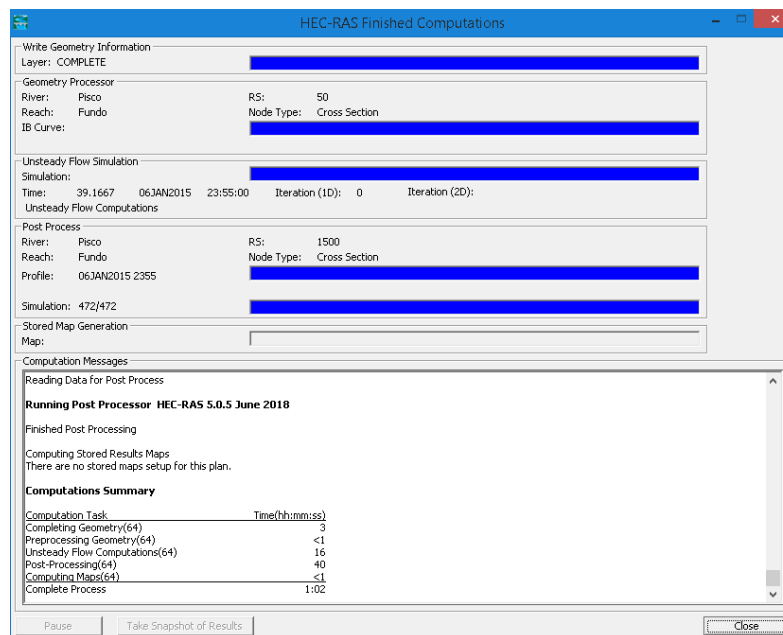 HEC-RAS Finished Computations
Write Geometry Information
Layer: COMPLETE
Geometry Processor
River: Pisco RS: 50
Reach: Fundo Node Type: Cross Section
IB Curve:
Unsteady Flow Simulation
Simulation:
Time: 39.1667 06JAN2015 23:55:00 Iteration (1D): 0 Iteration (2D):
Unsteady Flow Computations
Post Process
River: Pisco RS: 1500
Reach: Fundo Node Type: Cross Section
Profile: 06JAN2015 2355
Simulation: 472/472
Stored Map Generation
Map:
Computation Messages
Reading Data for Post Process
Running Post Processor HEC-RAS 5.0.5 June 2018
Finished Post Processing
Computing Stored Results Maps
There are no stored maps setup for this plan.
Computations Summary
Computation Task Time(hh:mm:ss)
Completing Geometry(64) 3
Preprocessing Geometry(64) <1
Unsteady Flow Computations(64) 16
Post-Processing(64) 40
Computing Maps(64) <1
Complete Process 1:02
Pause Take Snapshot of Results Close